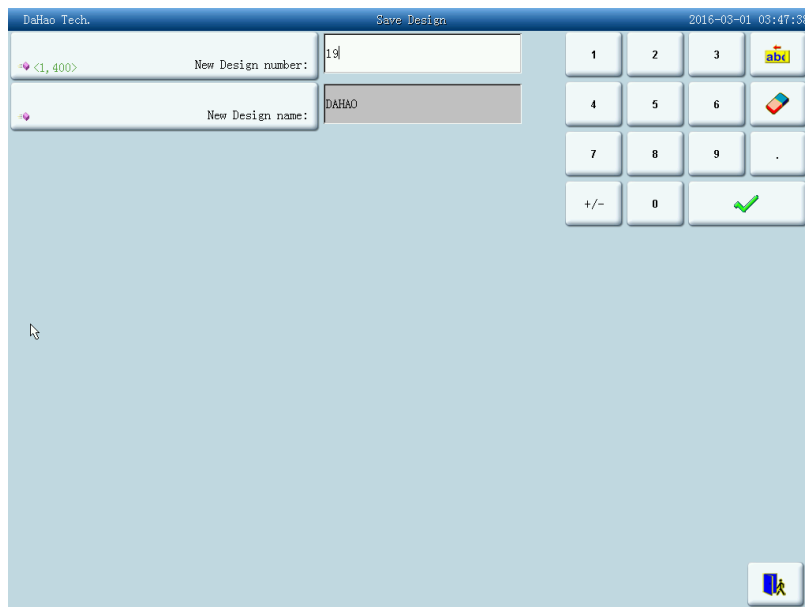 DaHao Tech. Save Design 2016-03-01 03:47:33
<1,400> New Design number: 19
New Design name: DAHAO
1 2 3 abc
4 5 6
7 8 9 .
+/- 0